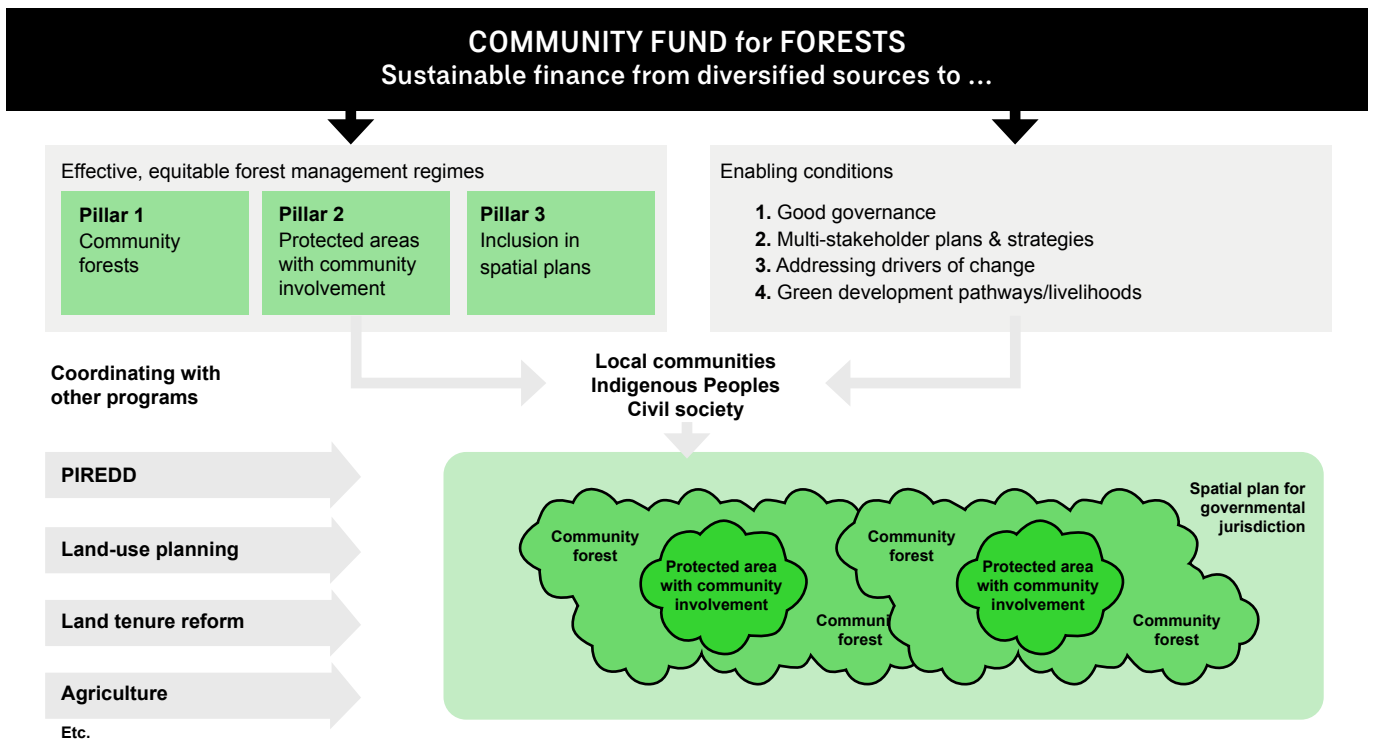 COMMUNITY FUND for FORESTS
Sustainable finance from diversified sources to ...
Effective, equitable forest management regimes
Pillar 1
Community
forests
Pillar 2
Protected areas
with community
involvement
Pillar 3
Inclusion in
spatial plans
Enabling conditions
1. Good governance
2. Multi-stakeholder plans & strategies
3. Addressing drivers of change
4. Green development pathways/livelihoods
Coordinating with
other programs
Local communities
Indigenous Peoples
Civil society
PIREDD
Land-use planning
Land tenure reform
Agriculture
Etc.
Spatial plan for
governmental
jurisdiction
Community
forest
Protected area
with community
involvement
Communi
forest
Community
forest
Protected area
with community
involvement
Community
forest